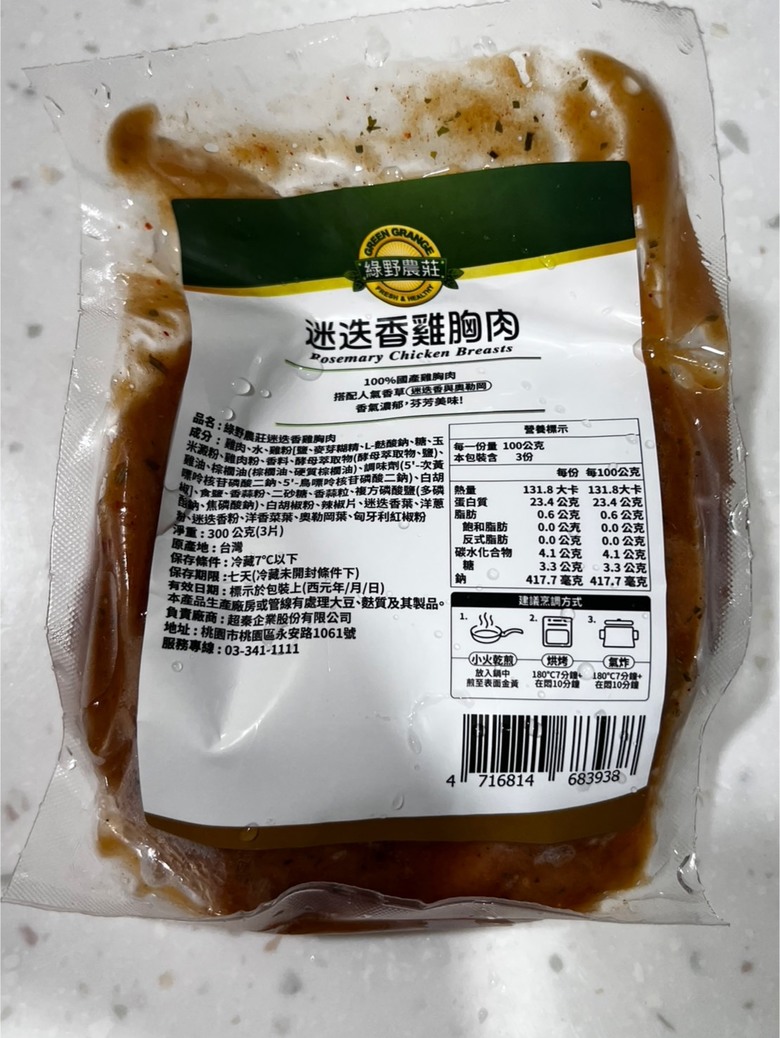 GREEN GRANGE
綠野農莊
FRESH & HEALTHY
迷迭香雞胸肉
Rosemary Chicken Breasts
100%國產雞胸肉
搭配人氣香草 迷迭香與奧勒岡
香氣濃郁,芬芳美味!
品名:綠野農莊迷迭香雞胸肉
成分:雞肉、水、雞粉[鹽、麥芽糊精、L-麩酸鈉、糖、玉
米澱粉、雞肉粉、香料、酵母萃取物(酵母萃取物、鹽)、
雞油、棕櫚油(棕櫚油、硬質棕櫚油)、調味劑(5'-次黃
嘌呤核苷磷酸二鈉、5'-鳥嘌呤核苷磷酸二鈉)、白胡
椒]、食鹽、香蒜粉、二砂糖、香蒜粒、複方磷酸鹽(多磷
酸鈉、焦磷酸鈉)、白胡椒粉、辣椒片、迷迭香葉、洋蔥
粉、迷迭香粉、洋香菜葉、奧勒岡葉、匈牙利紅椒粉
淨重:300公克(3片)
原產地:台灣
保存條件:冷藏7℃以下
保存期限:七天(冷藏未開封條件下)
有效日期:標示於包裝上(西元年/月/日)
本產品生產廠房或管線有處理大豆、麩質及其製品。
負責廠商:超秦企業股份有限公司
地址:桃園市桃園區永安路1061號
服務專線:03-341-1111
營養標示
每一份量 100公克
本包裝含 3份
每份 每100公克
熱量 131.8大卡 131.8大卡
蛋白質 23.4公克 23.4公克
脂肪 0.6公克 0.6公克
飽和脂肪 0.0公克 0.0公克
反式脂肪 0.0公克 0.0公克
碳水化合物 4.1公克 4.1公克
糖 3.3公克 3.3公克
鈉 417.7毫克 417.7毫克
建議烹調方式
1. 2. 3.
小火乾煎 烘烤 氣炸
放入鍋中 180℃7分鐘+ 180℃7分鐘+
煎至表面金黃 在悶10分鐘 在悶10分鐘
4 716814 683938